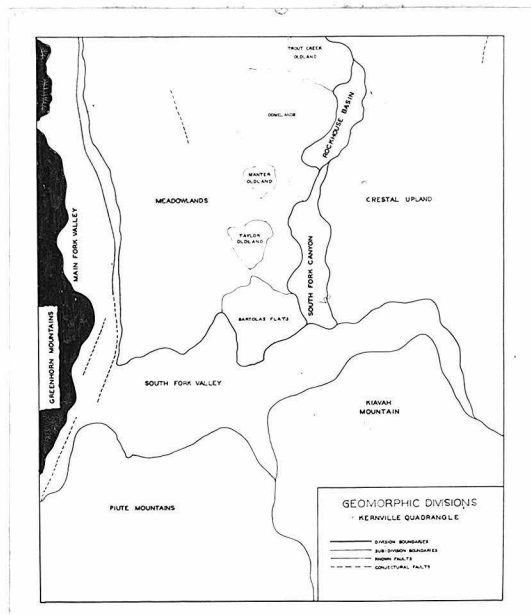 TROUT CREEK
OLDLAND
DOMELANDS
ROCKHOUSE BASIN
MANTER
OLDLAND
MEADOWLANDS
CRESTAL UPLAND
MAIN FORK VALLEY
TAYLOR
OLDLAND
SOUTH FORK CANYON
BARTOLAS FLATS
GREENHORN MOUNTAINS
SOUTH FORK VALLEY
KIAVAH
MOUNTAIN
PIUTE MOUNTAINS
GEOMORPHIC DIVISIONS
KERNVILLE QUADRANGLE
DIVISION BOUNDARIES
SUB-DIVISION BOUNDARIES
KNOWN FAULTS
CONJECTURAL FAULTS